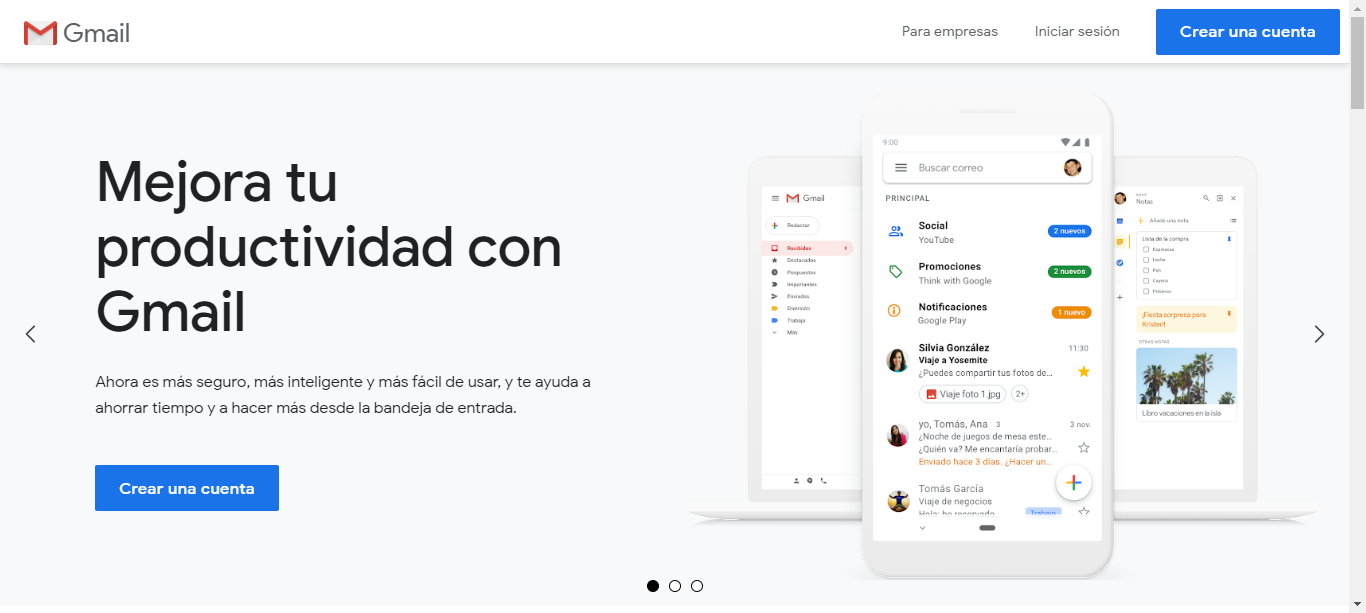 Gmail
Para empresas
Iniciar sesión
Crear una cuenta
Mejora tu
productividad con
Gmail
Ahora es más seguro, más inteligente y más fácil de usar, y te ayuda a
ahorrar tiempo y a hacer más desde la bandeja de entrada.
Crear una cuenta
Gmail
Redactar
Recibidos
Destacados
Pospuestos
Importantes
Enviados
Diversión
Trabajo
Más
9:00
Buscar correo
PRINCIPAL
Social
2 nuevos
YouTube
Promociones
2 nuevos
Think with Google
Notificaciones
1 nuevo
Google Play
Silvia González
11:30
Viaje a Yosemite
¿Puedes compartir tus fotos de...
Viaje foto 1.jpg
2+
yo, Tomás, Ana 3
3 nov.
¿Noche de juegos de mesa este...
¿Quién va? Me encantaría probar...
Enviado hace 3 días. ¿Hacer un...
Tomás García
Viaje de negocios
Hola: he reservado
Trabajo
Notas
Añade una nota
Lista de la compra
Espinacas
Leche
Pan
Plátanos
¡Fiesta sorpresa para
Kristen!
OTRAS NOTAS
Libro vacaciones en la isla